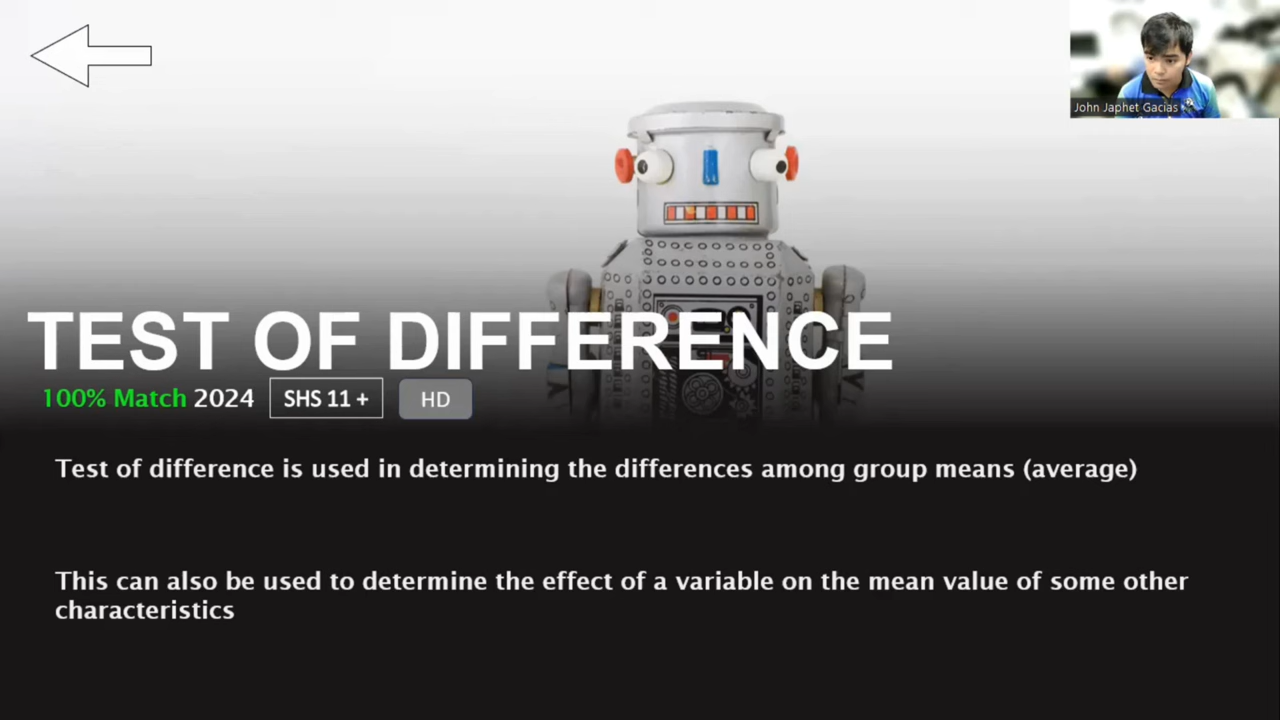 John Japhet Gacias
TEST OF DIFFERENCE
100% Match 2024 SHS 11 + HD
Test of difference is used in determining the differences among group means (average)
This can also be used to determine the effect of a variable on the mean value of some other
characteristics